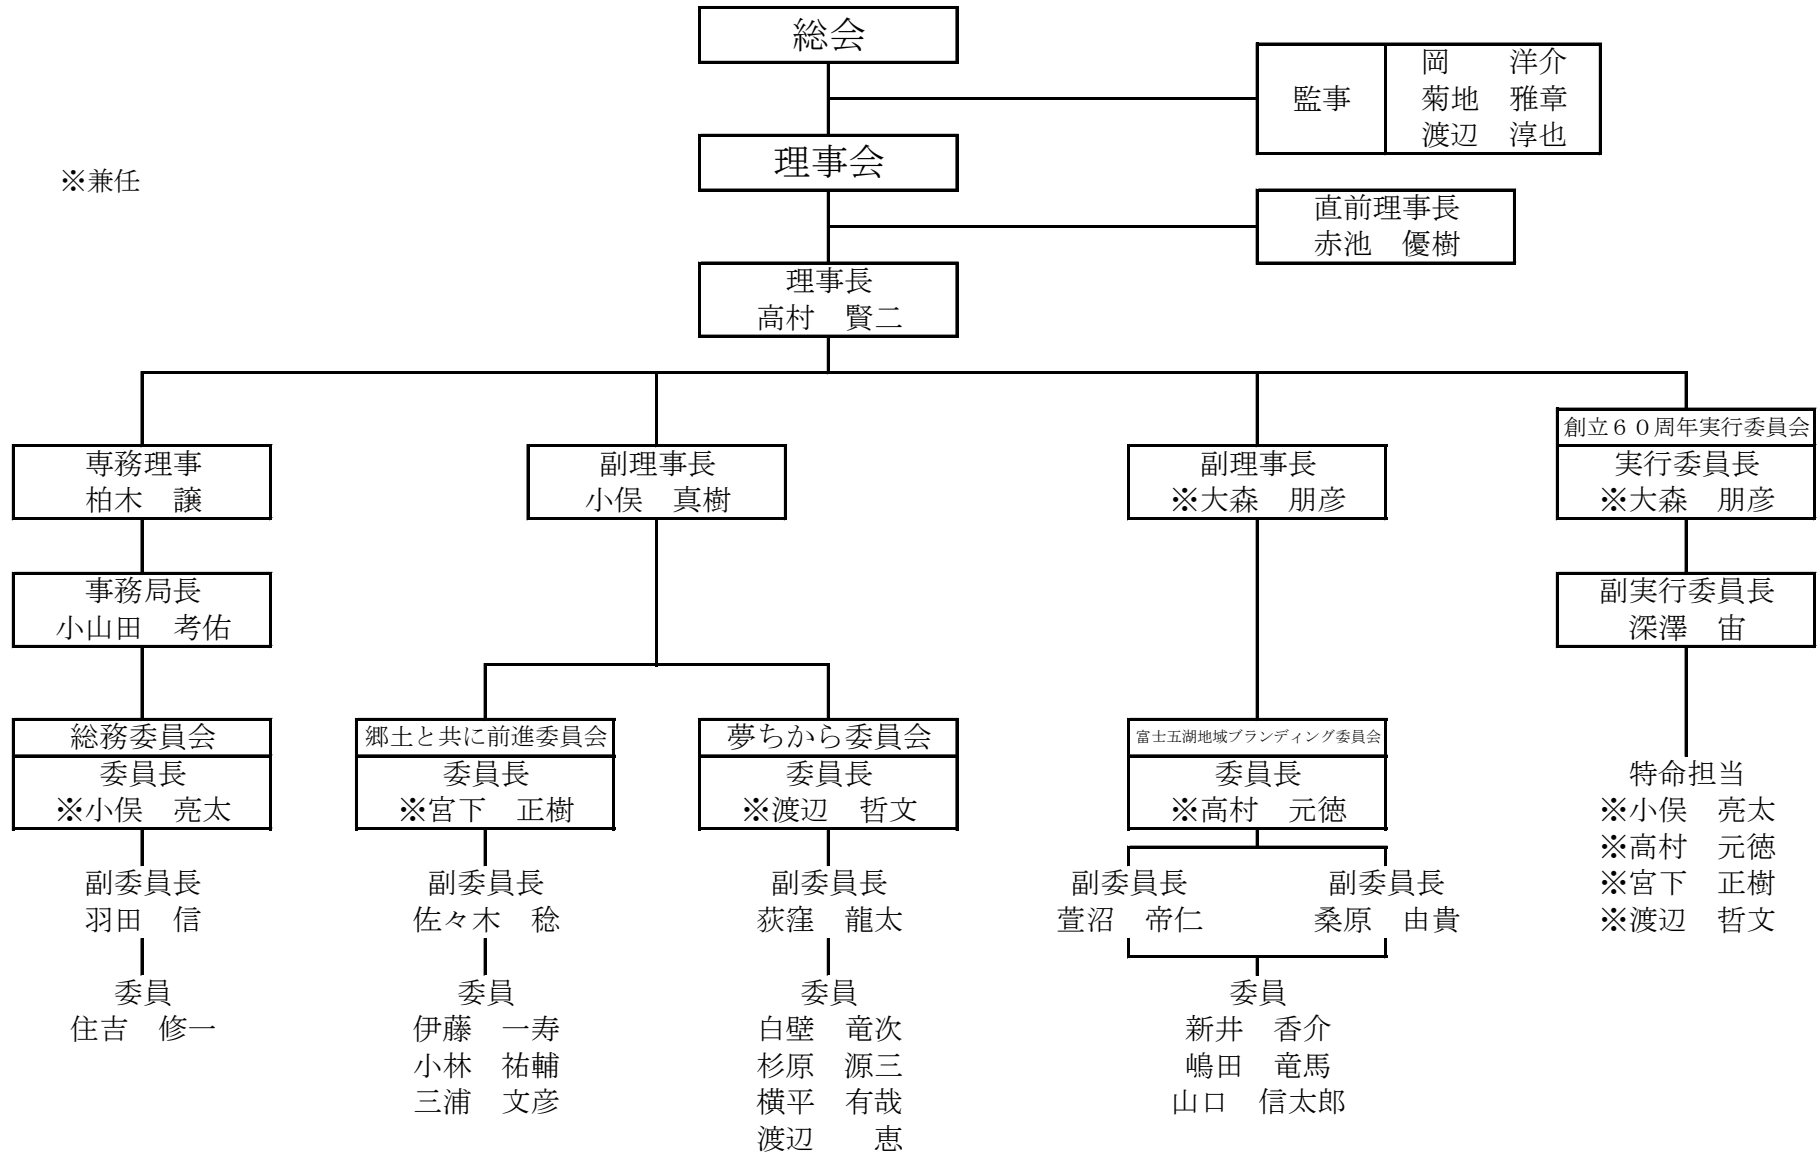 総会
監事
岡　　洋介
菊地　雅章
渡辺　淳也
理事会
※兼任
直前理事長
赤池　優樹
理事長
高村　賢二
専務理事
柏木　譲
事務局長
小山田　考佑
総務委員会
委員長
※小俣　亮太
副委員長
羽田　信
委員
住吉　修一
副理事長
小俣　真樹
郷土と共に前進委員会
委員長
※宮下　正樹
副委員長
佐々木　稔
委員
伊藤　一寿
小林　祐輔
三浦　文彦
夢ちから委員会
委員長
※渡辺　哲文
副委員長
荻窪　龍太
委員
白壁　竜次
杉原　源三
横平　有哉
渡辺　　恵
副理事長
※大森　朋彦
富士五湖地域ブランディング委員会
委員長
※高村　元徳
副委員長
萱沼　帝仁
副委員長
桑原　由貴
委員
新井　香介
嶋田　竜馬
山口　信太郎
創立６０周年実行委員会
実行委員長
※大森　朋彦
副実行委員長
深澤　宙
特命担当
※小俣　亮太
※高村　元徳
※宮下　正樹
※渡辺　哲文